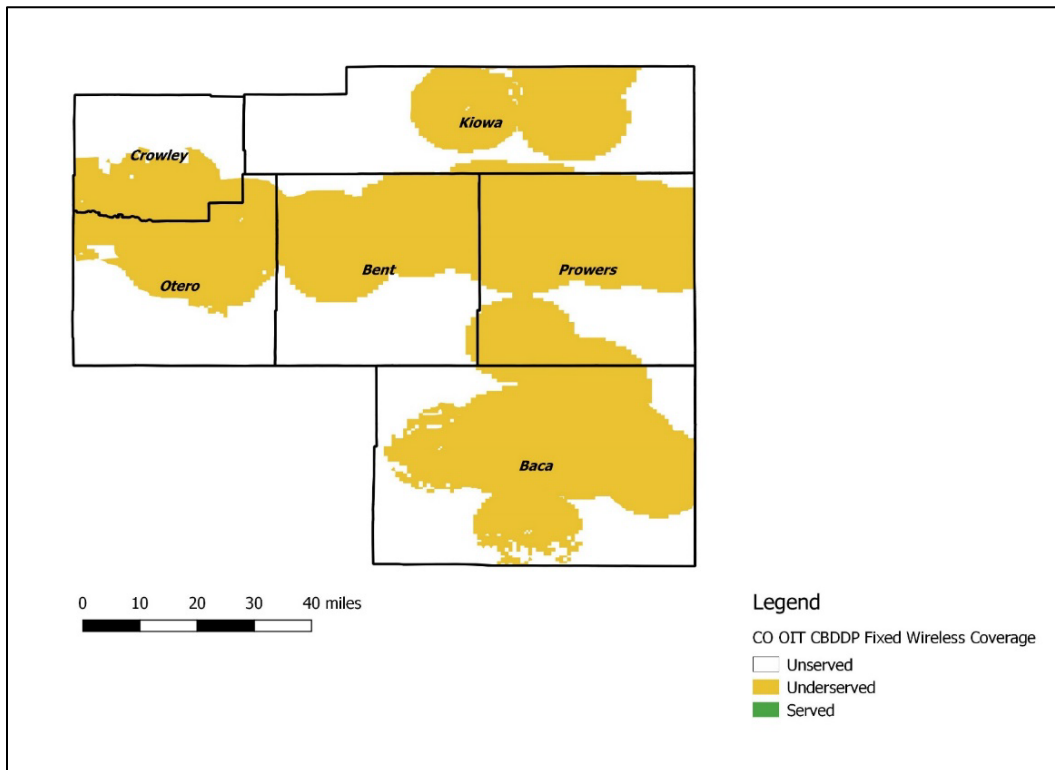 Kiowa
Crowley
Bent
Prowers
Otero
Baca
0 10 20 30 40 miles
Legend
CO OIT CBDDP Fixed Wireless Coverage
Unserved
Underserved
Served